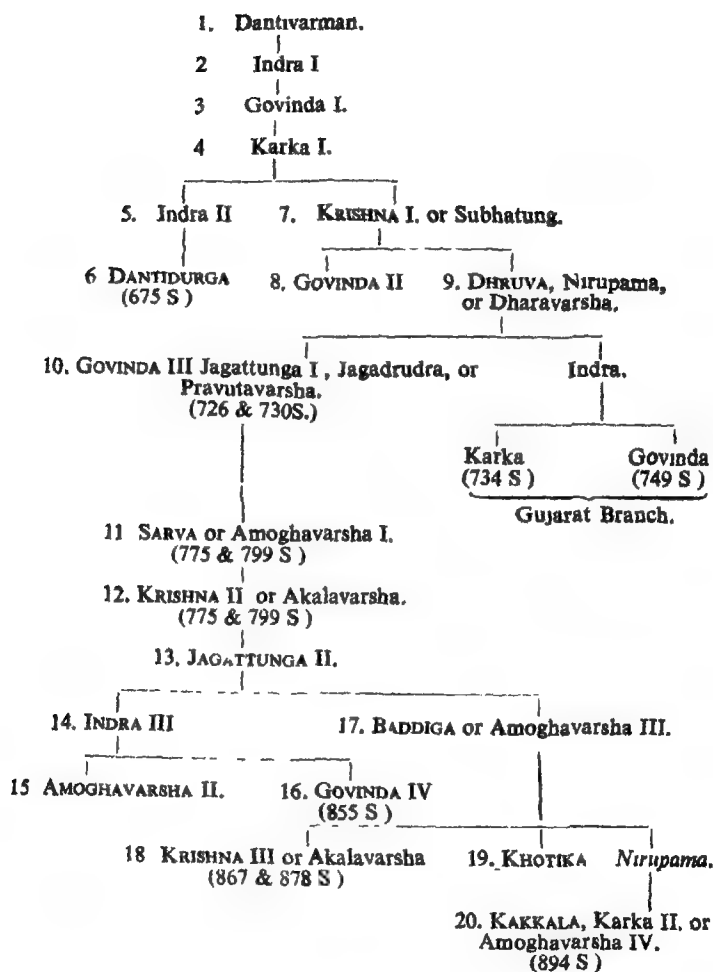 1. Dantivarman.
2 Indra I
3 Govinda I.
4 Karka I.
5. Indra II 7. KRISHNA I. or Subhatung.
6 DANTIDURGA 8. GOVINDA II 9. DHRUVA, Nirupama,
(675 S ) or Dharavarsha.
10. GOVINDA III Jagattunga I , Jagadrudra, or Indra.
Pravutavarsha.
(726 & 730S.)
Karka Govinda
(734 S ) (749 S )
Gujarat Branch.
11 SARVA or Amoghavarsha I.
(775 & 799 S )
12. KRISHNA II or Akalavarsha.
(775 & 799 S )
13. JAGATTUNGA II.
14. INDRA III 17. BADDIGA or Amoghavarsha III.
15 AMOGHAVARSHA II. 16. GOVINDA IV
(855 S )
18 KRISHNA III or Akalavarsha 19. KHOTIKA Nirupama.
(867 & 878 S )
20. KAKKALA, Karka II. or
Amoghavarsha IV.
(894 S )